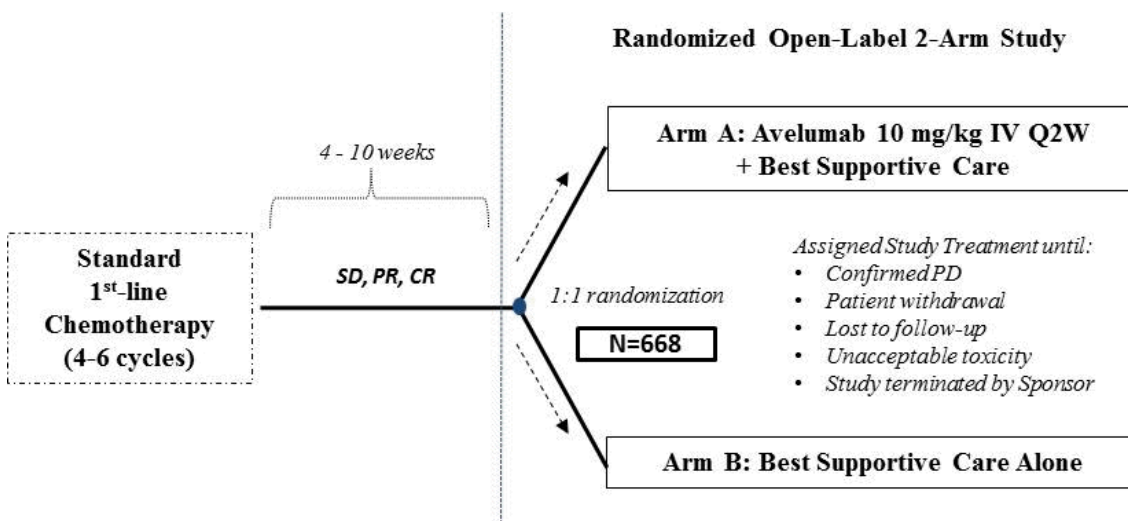 Randomized Open-Label 2-Arm Study
4 - 10 weeks
Standard
1st-line
Chemotherapy
(4-6 cycles)
SD, PR, CR
1:1 randomization
N=668
Arm A: Avelumab 10 mg/kg IV Q2W
+ Best Supportive Care
Assigned Study Treatment until:
• Confirmed PD
• Patient withdrawal
• Lost to follow-up
• Unacceptable toxicity
• Study terminated by Sponsor
Arm B: Best Supportive Care Alone